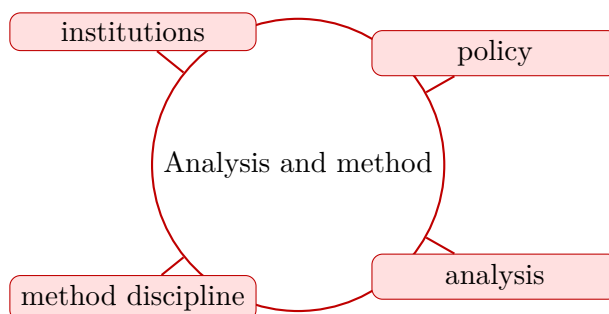 institutions
policy
Analysis and method
analysis
method discipline